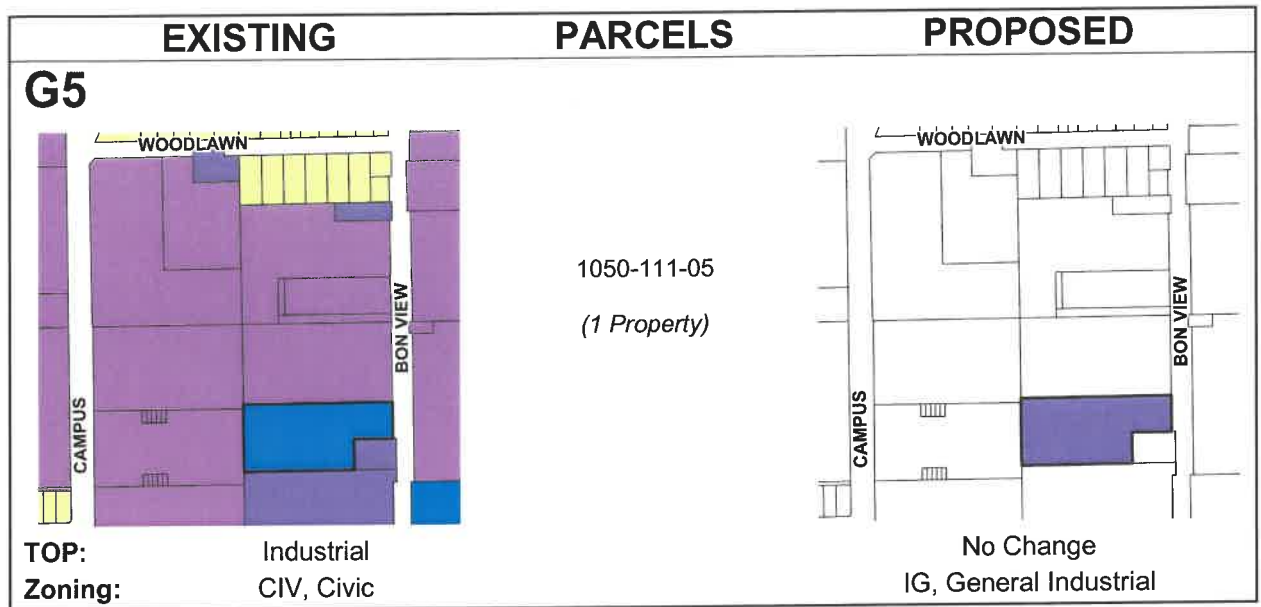 EXISTING PARCELS PROPOSED
G5
WOODLAWN
BON VIEW
CAMPUS
1050-111-05
(1 Property)
WOODLAWN
BON VIEW
CAMPUS
TOP: Industrial No Change
Zoning: CIV, Civic IG, General Industrial